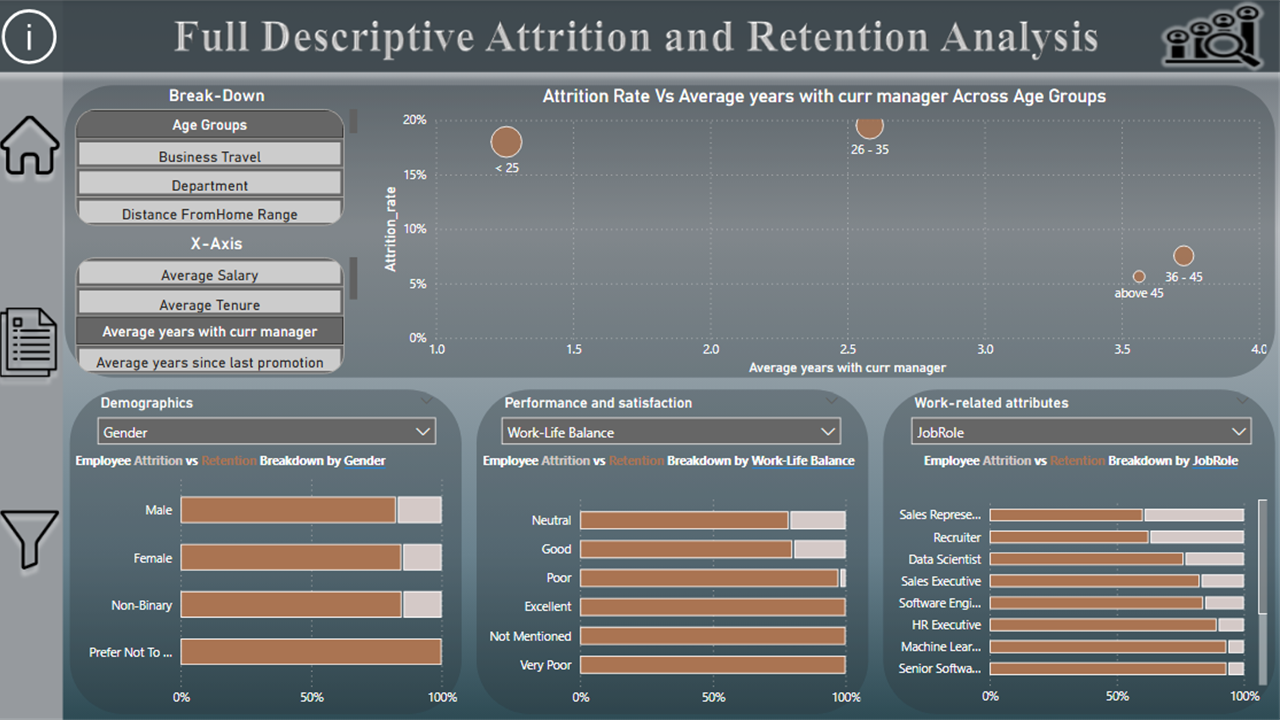 i
Full Descriptive Attrition and Retention Analysis
Break-Down
Age Groups
Business Travel
Department
Distance FromHome Range
X-Axis
Average Salary
Average Tenure
Average years with curr manager
Average years since last promotion
Attrition Rate Vs Average years with curr manager Across Age Groups
Attrition_rate
20%
15%
10%
5%
0%
< 25
26 - 35
36 - 45
above 45
1.0 1.5 2.0 2.5 3.0 3.5 4.0
Average years with curr manager
Demographics
Gender
Employee Attrition vs Retention Breakdown by Gender
Male
Female
Non-Binary
Prefer Not To ...
0% 50% 100%
Performance and satisfaction
Work-Life Balance
Employee Attrition vs Retention Breakdown by Work-Life Balance
Neutral
Good
Poor
Excellent
Not Mentioned
Very Poor
0% 50% 100%
Work-related attributes
JobRole
Employee Attrition vs Retention Breakdown by JobRole
Sales Represe...
Recruiter
Data Scientist
Sales Executive
Software Engi...
HR Executive
Machine Lear...
Senior Softwa...
0% 50% 100%